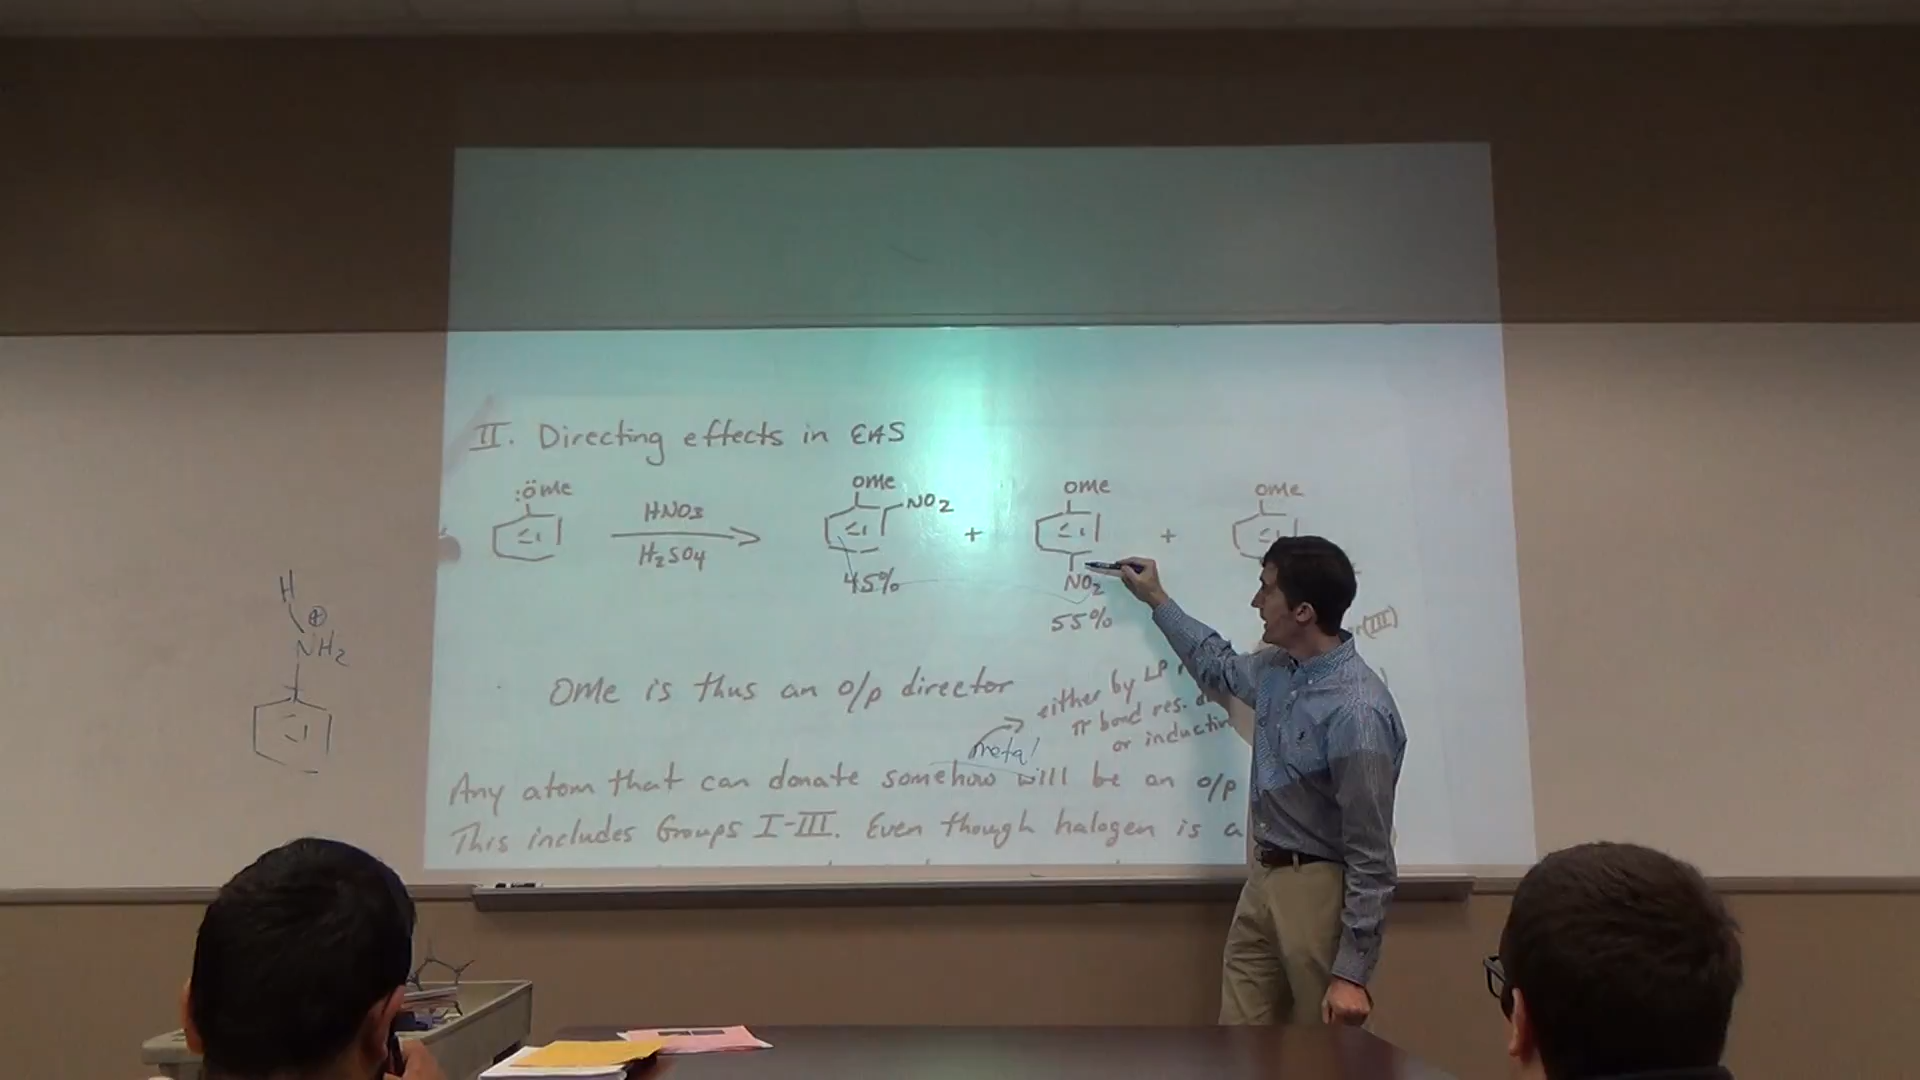 II. Directing effects in EAS
:ÖMe
HNO3
H2SO4
OMe
NO2
45%
+
OMe
NO2
55%
+
OMe
(III)
H
⊕
NH2
OMe is thus an o/p director
either by LP
π bond res.
or inductiv
meta!
Any atom that can donate somehow will be an o/p
This includes Groups I-III. Even though halogen is a